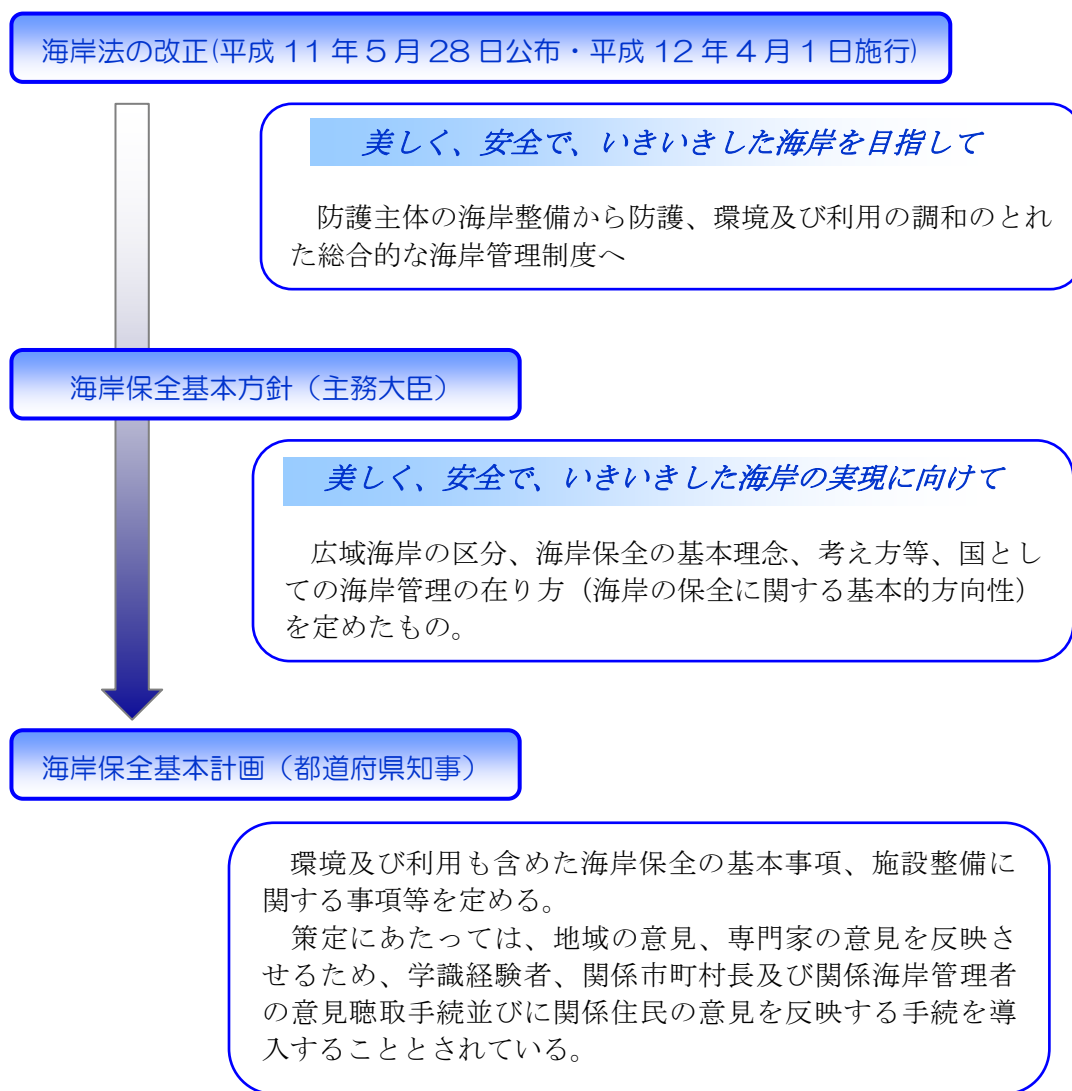 海岸法の改正(平成 11 年 5 月 28 日公布・平成 12 年 4 月 1 日施行)
美しく、安全で、いきいきした海岸を目指して
防護主体の海岸整備から防護、環境及び利用の調和のとれ
た総合的な海岸管理制度へ
海岸保全基本方針（主務大臣）
美しく、安全で、いきいきした海岸の実現に向けて
広域海岸の区分、海岸保全の基本理念、考え方等、国とし
ての海岸管理の在り方（海岸の保全に関する基本的方向性）
を定めたもの。
海岸保全基本計画（都道府県知事）
環境及び利用も含めた海岸保全の基本事項、施設整備に
関する事項等を定める。
策定にあたっては、地域の意見、専門家の意見を反映さ
せるため、学識経験者、関係市町村長及び関係海岸管理者
の意見聴取手続並びに関係住民の意見を反映する手続を導
入することとされている。